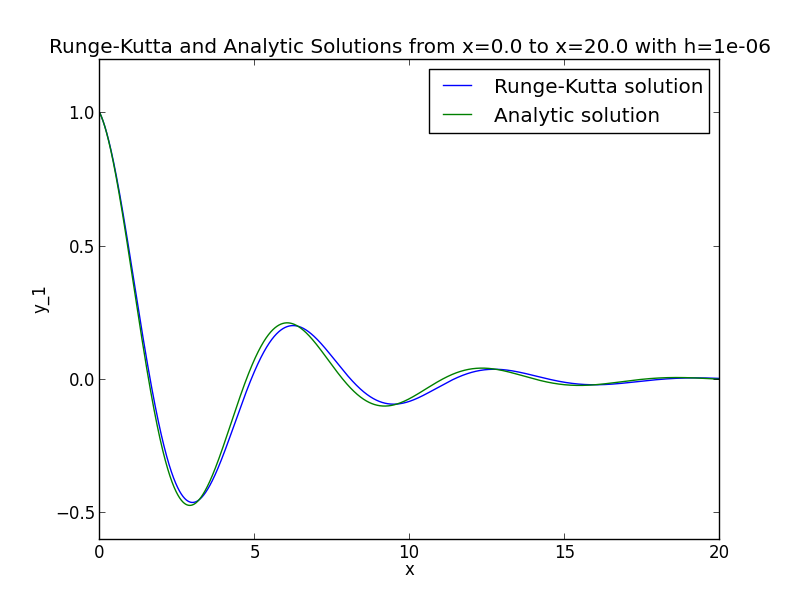 Runge-Kutta and Analytic Solutions from x=0.0 to x=20.0 with h=1e-06
Runge-Kutta solution
Analytic solution
1.0
0.5
0.0
−0.5
y_1
0
5
10
15
20
x